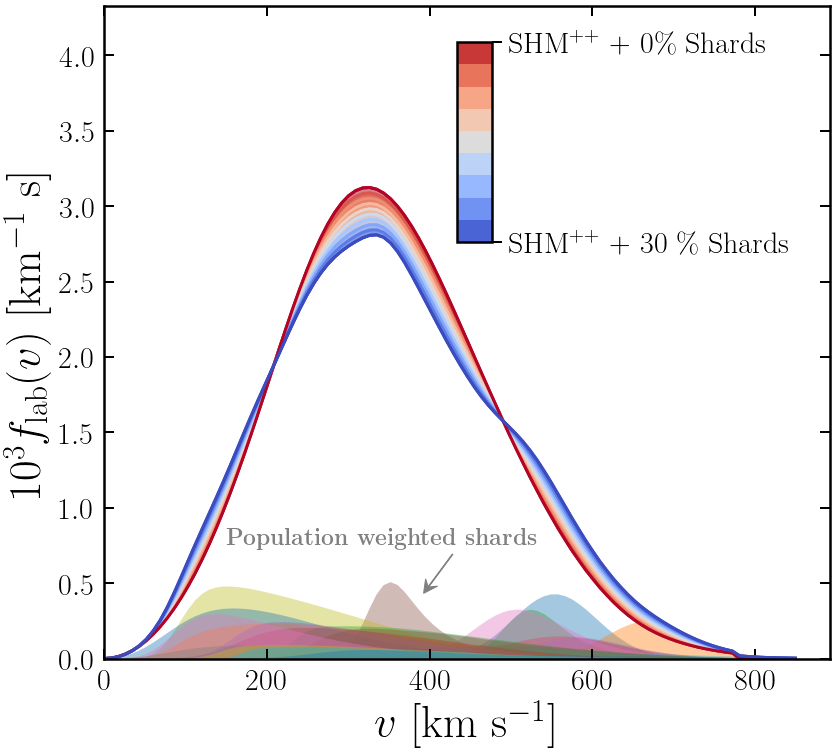 SHM⁺⁺ + 0% Shards
SHM⁺⁺ + 30 % Shards
10³f_lab(v) [km⁻¹ s]
4.0
3.5
3.0
2.5
2.0
1.5
1.0
0.5
0.0
Population weighted shards
0 200 400 600 800
v [km s⁻¹]